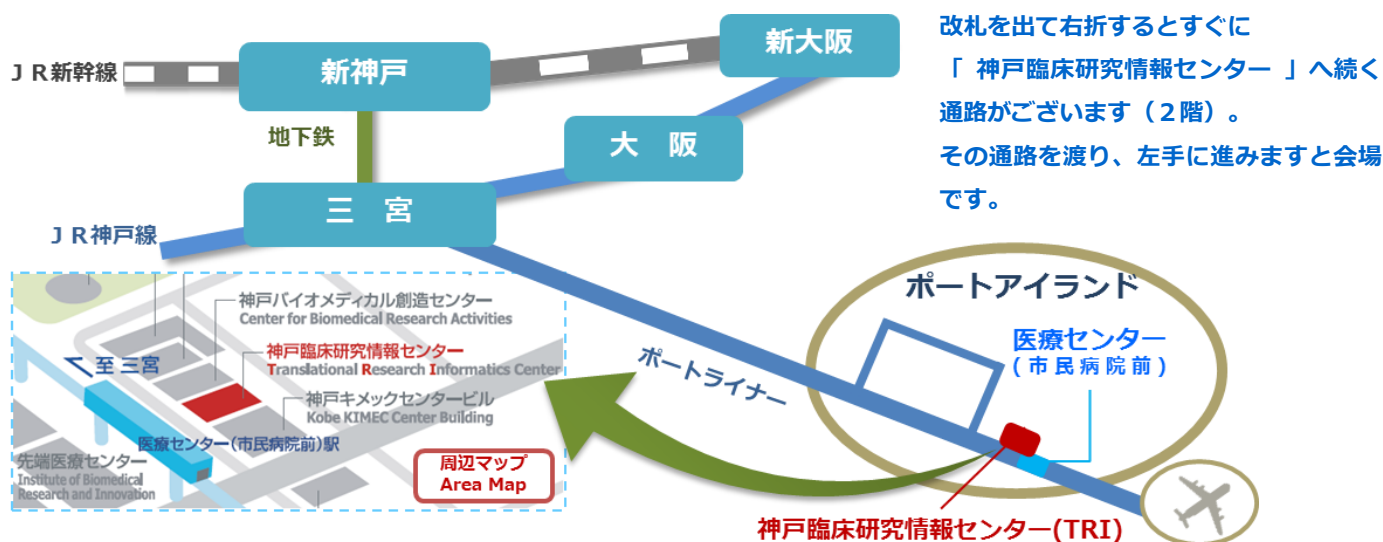 改札を出て右折するとすぐに
「 神戸臨床研究情報センター 」へ続く
通路がございます（２階）。
その通路を渡り、左手に進みますと会場
です。
ＪＲ新幹線
新神戸
新大阪
地下鉄
大　阪
三　宮
ＪＲ神戸線
ポートライナー
ポートアイランド
医療センター
(市民病院前)
神戸臨床研究情報センター(TRI)
神戸バイオメディカル創造センター
Center for Biomedical Research Activities
至 三宮
神戸臨床研究情報センター
Translational Research Informatics Center
神戸キメックセンタービル
Kobe KIMEC Center Building
医療センター(市民病院前)駅
先端医療センター
Institute of Biomedical
Research and Innovation
周辺マップ
Area Map